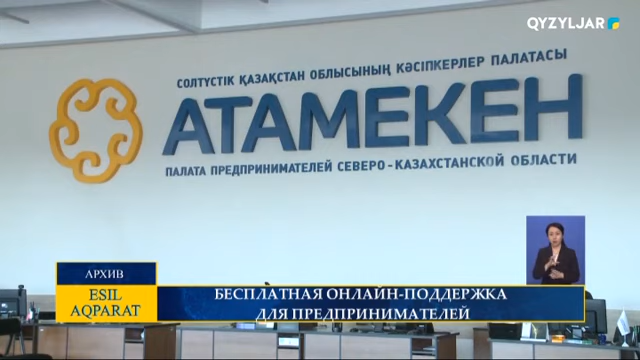 QYZYLJAR
СОЛТҮСТІК ҚАЗАҚСТАН ОБЛЫСЫНЫҢ КӘСІПКЕРЛЕР ПАЛАТАСЫ
АТАМЕКЕН
ПАЛАТА ПРЕДПРИНИМАТЕЛЕЙ СЕВЕРО-КАЗАХСТАНСКОЙ ОБЛАСТИ
АРХИВ
ESIL
AQPARAT
БЕСПЛАТНАЯ ОНЛАЙН-ПОДДЕРЖКА
ДЛЯ ПРЕДПРИНИМАТЕЛЕЙ